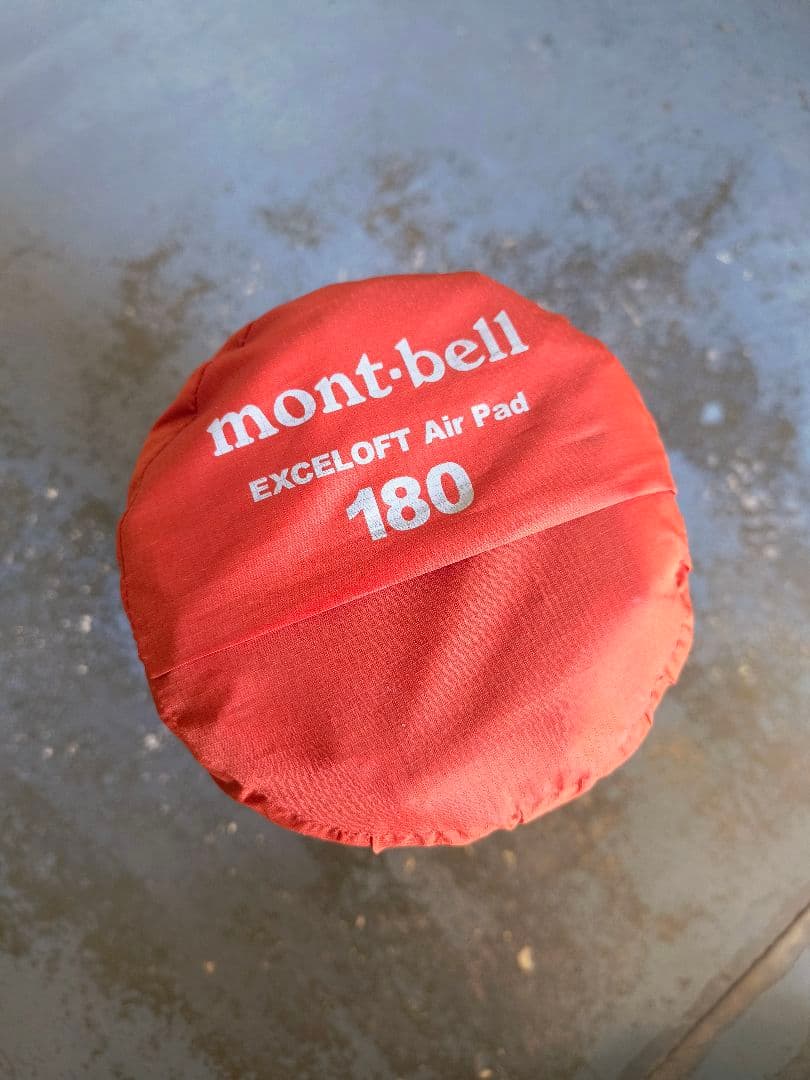 mont-bell
EXCELOFT Air Pad
180